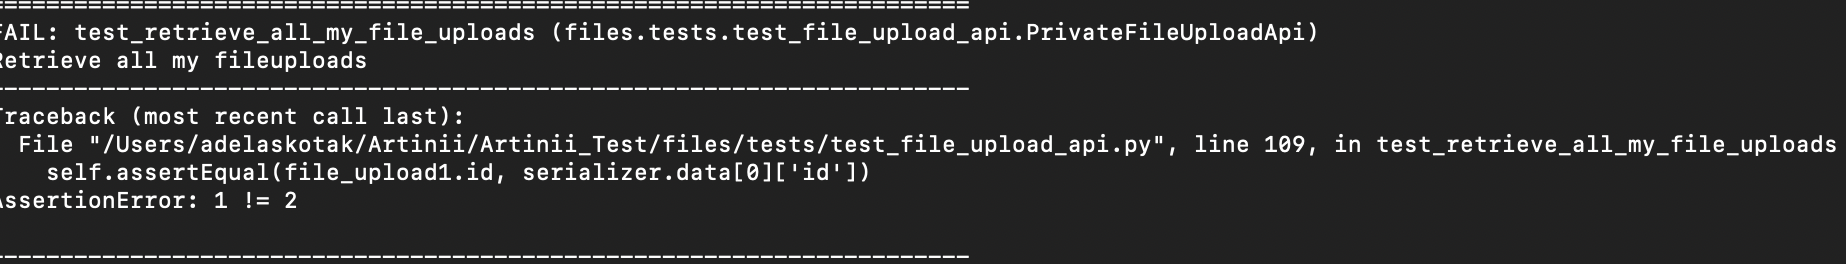 ======================================================================
FAIL: test_retrieve_all_my_file_uploads (files.tests.test_file_upload_api.PrivateFileUploadApi)
Retrieve all my fileuploads
----------------------------------------------------------------------
Traceback (most recent call last):
  File "/Users/adelaskotak/Artinii/Artinii_Test/files/tests/test_file_upload_api.py", line 109, in test_retrieve_all_my_file_uploads
    self.assertEqual(file_upload1.id, serializer.data[0]['id'])
AssertionError: 1 != 2
----------------------------------------------------------------------